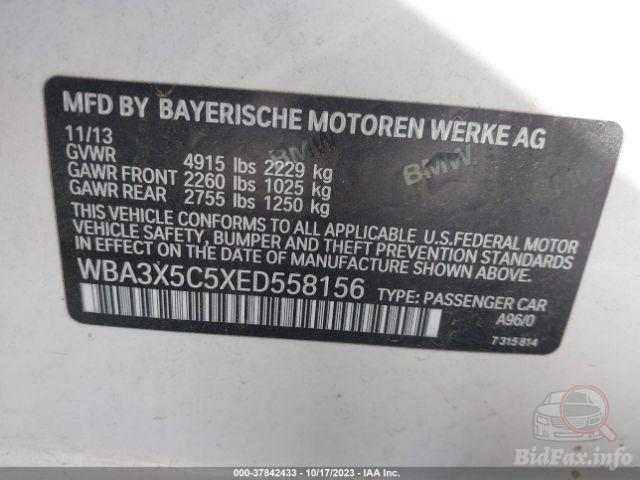 MFD BY BAYERISCHE MOTOREN WERKE AG
11/13
GVWR 4915 lbs 2229 kg
GAWR FRONT 2260 lbs 1025 kg
GAWR REAR 2755 lbs 1250 kg
BMW BMW
THIS VEHICLE CONFORMS TO ALL APPLICABLE U.S.FEDERAL MOTOR
VEHICLE SAFETY, BUMPER AND THEFT PREVENTION STANDARDS
IN EFFECT ON THE DATE OF MANUFACTURE SHOWN ABOVE.
WBA3X5C5XED558156 TYPE: PASSENGER CAR
A96/0
7 315 814
BidFax.info
000-37842433 - 10/17/2023 - IAA Inc.